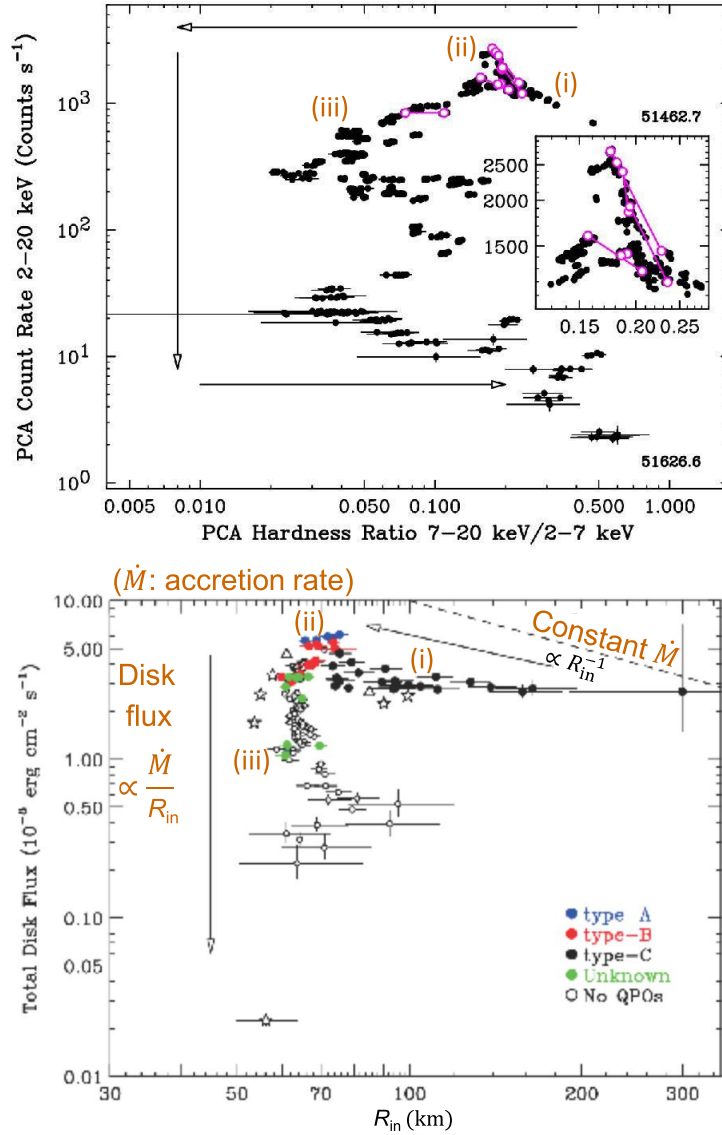 PCA Count Rate 2–20 keV (Counts s⁻¹)
10³
10²
10¹
10⁰
(ii)
(i)
(iii)
51462.7
2500
2000
1500
0.15
0.20
0.25
51626.6
0.005
0.010
0.050
0.100
0.500
1.000
PCA Hardness Ratio 7–20 keV/2–7 keV
(Ṁ: accretion rate)
Total Disk Flux (10⁻⁸ erg cm⁻² s⁻¹)
10.00
5.00
1.00
0.50
0.10
0.05
0.01
(ii)
Constant Ṁ
∝ R_in⁻¹
(i)
Disk
flux
∝ Ṁ/R_in
(iii)
type A
type-B
type-C
Unknown
No QPOs
30
50
70
100
200
300
R_in (km)